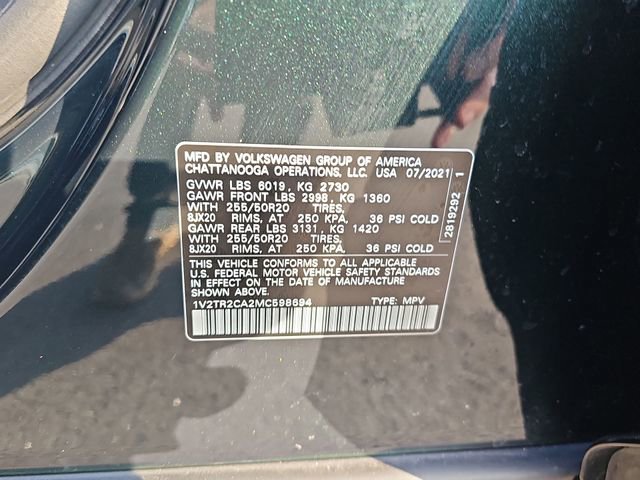 MFD BY VOLKSWAGEN GROUP OF AMERICA
CHATTANOOGA OPERATIONS, LLC. USA 07/2021
GVWR LBS 6019, KG 2730
GAWR FRONT LBS 2998, KG 1360
WITH 255/50R20 TIRES,
8JX20 RIMS, AT 250 KPA, 36 PSI COLD
GAWR REAR LBS 3131, KG 1420
WITH 255/50R20 TIRES,
8JX20 RIMS, AT 250 KPA, 36 PSI COLD
THIS VEHICLE CONFORMS TO ALL APPLICABLE
U.S. FEDERAL MOTOR VEHICLE SAFETY STANDARDS
IN EFFECT ON THE DATE OF MANUFACTURE
SHOWN ABOVE.
1V2TR2CA2MC598694 TYPE: MPV